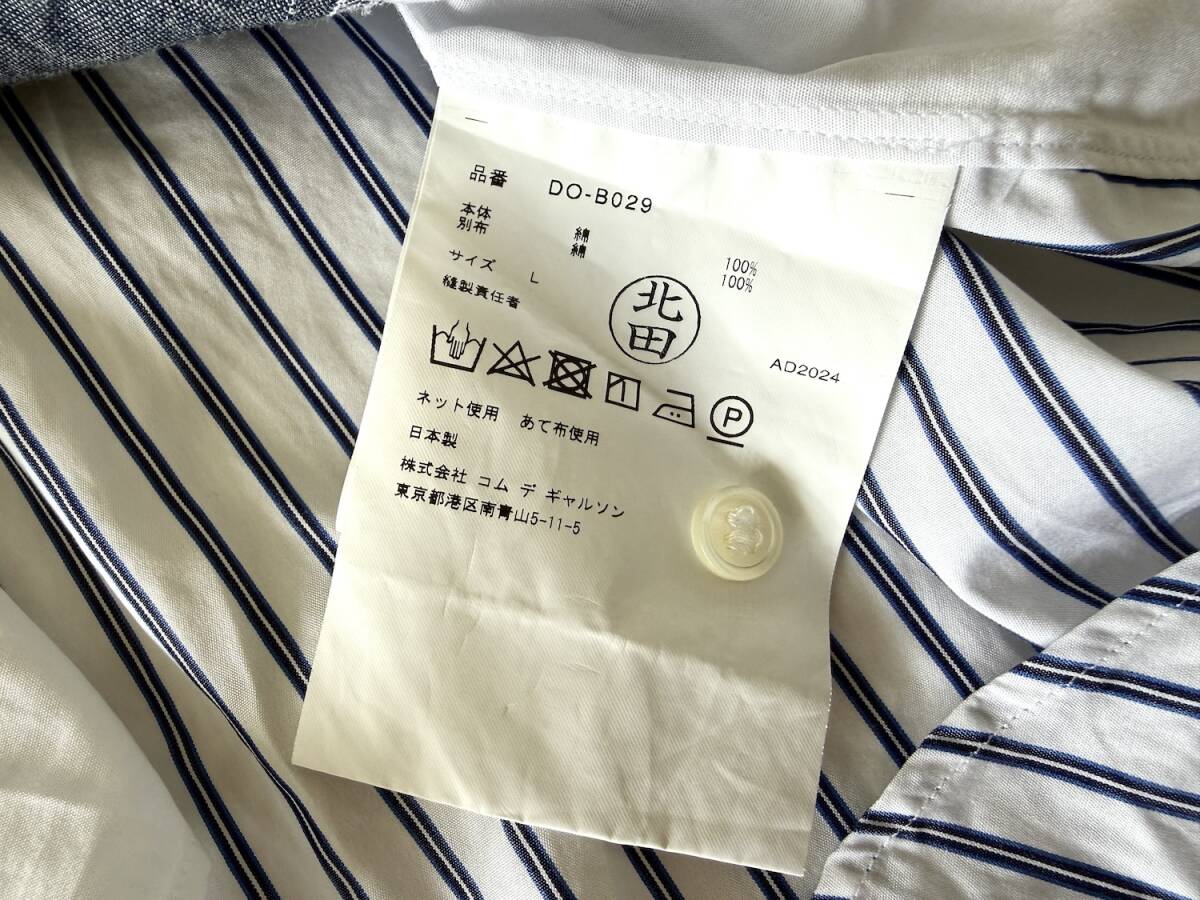 品番 DO-B029
本体 綿 100%
別布 綿 100%
サイズ L
縫製責任者
北田
AD2024
P
ネット使用 あて布使用
日本製
株式会社 コム デ ギャルソン
東京都港区南青山5-11-5